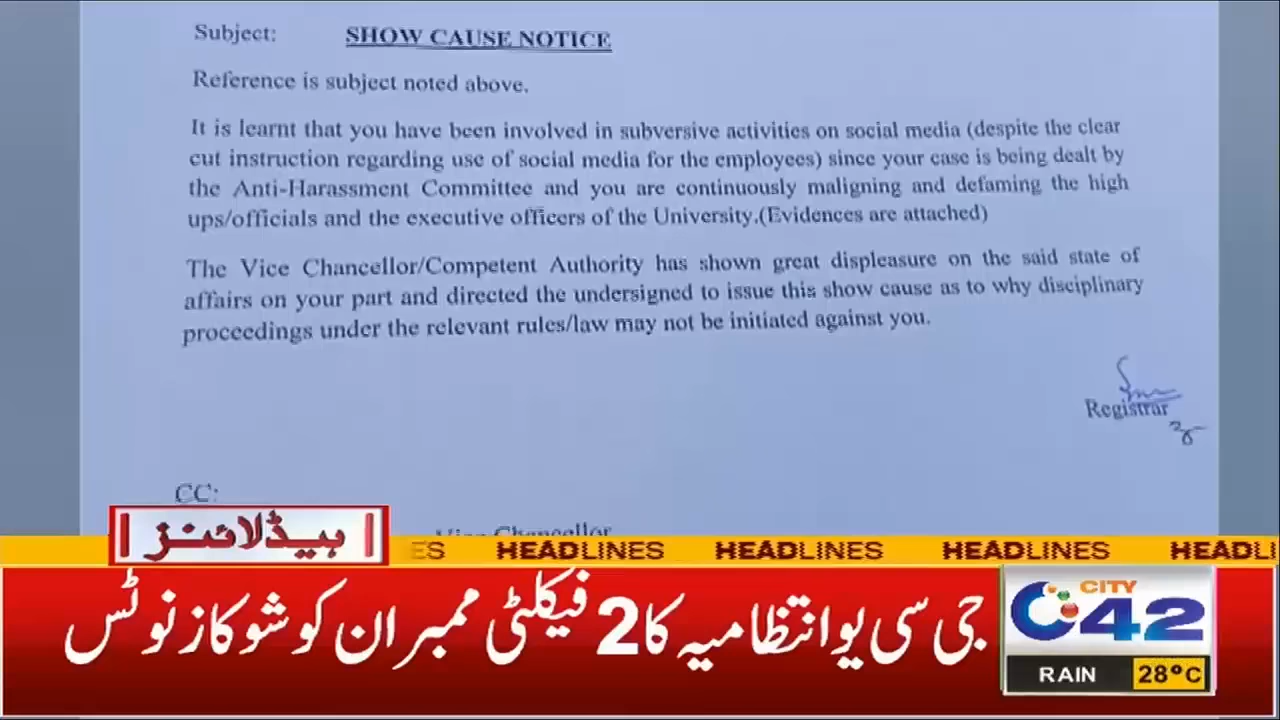 Subject: SHOW CAUSE NOTICE
Reference is subject noted above.
It is learnt that you have been involved in subversive activities on social media (despite the clear
cut instruction regarding use of social media for the employees) since your case is being dealt by
the Anti-Harassment Committee and you are continuously maligning and defaming the high
ups/officials and the executive officers of the University.(Evidences are attached)
The Vice Chancellor/Competent Authority has shown great displeasure on the said state of
affairs on your part and directed the undersigned to issue this show cause as to why disciplinary
proceedings under the relevant rules/law may not be initiated against you.
Registrar
CC:
Vice Chancellor
ہیڈلائنز
ES HEADLINES HEADLINES HEADLINES HEADLI
جی سی یو انتظامیہ کا 2 فیکلٹی ممبران کو شوکاز نوٹس
CITY
42
RAIN 28°C